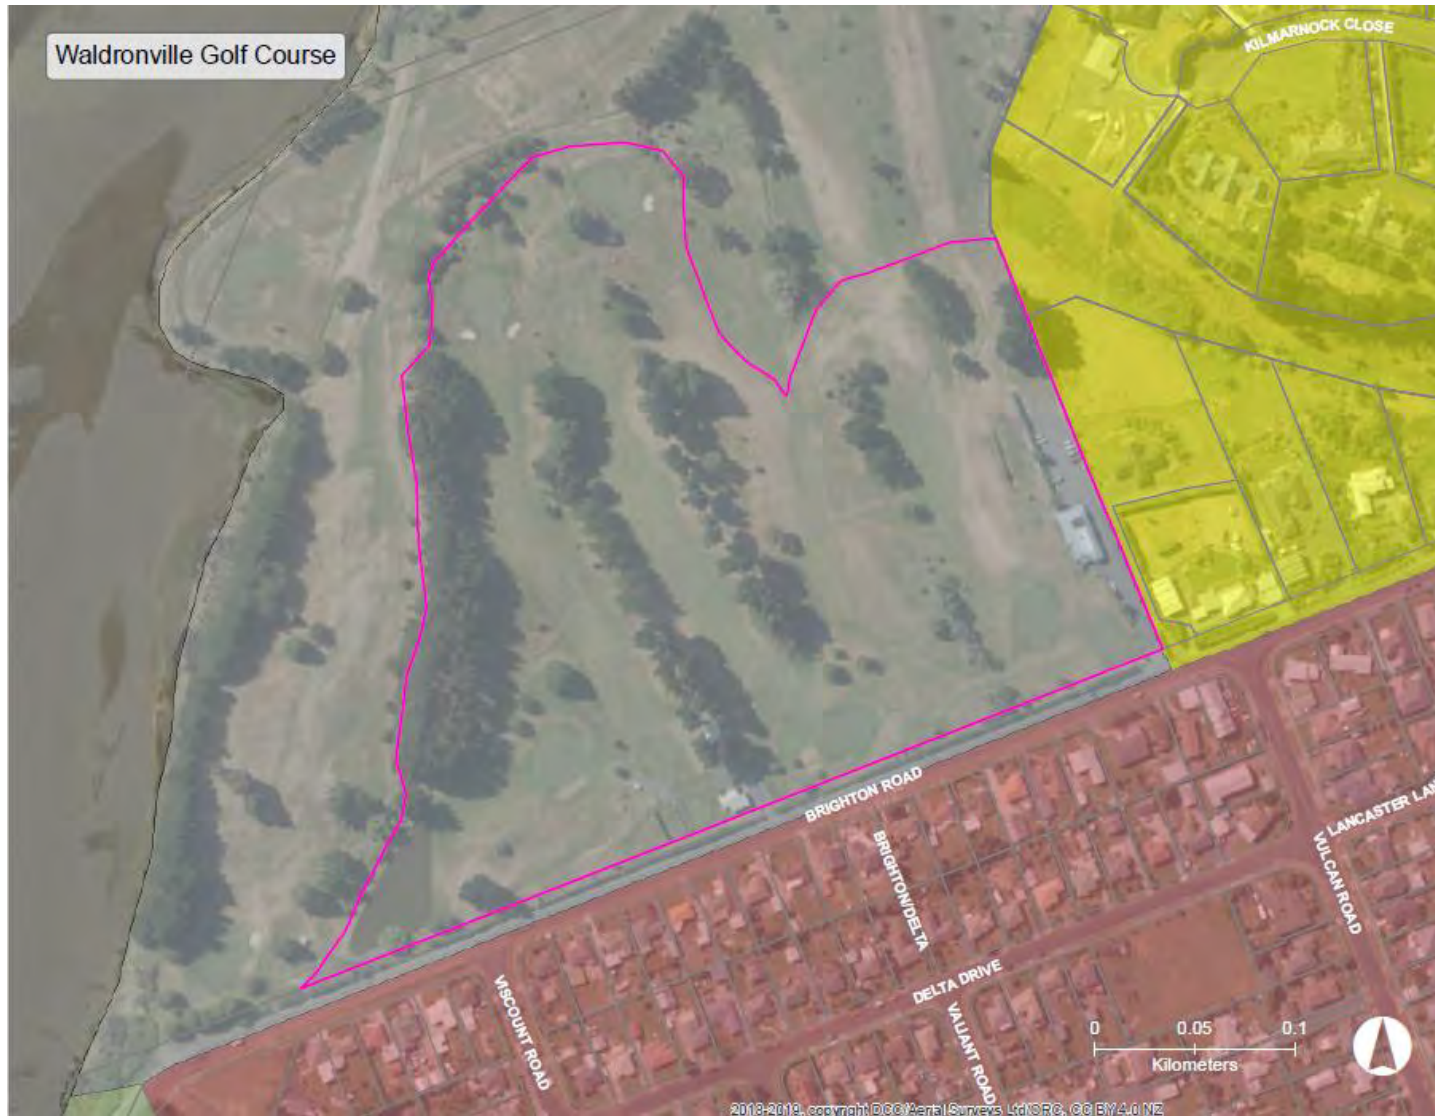 Waldronville Golf Course
KILMARNOCK CLOSE
BRIGHTON ROAD
BRIGHTON/DELTA
LANCASTER LAN
VULCAN ROAD
DELTA DRIVE
VISCOUNT ROAD
VALIANT ROAD
0 0.05 0.1
Kilometers
2018-2019, copyright DCC/Aerial Surveys Ltd/ORC, CC BY 4.0 NZ